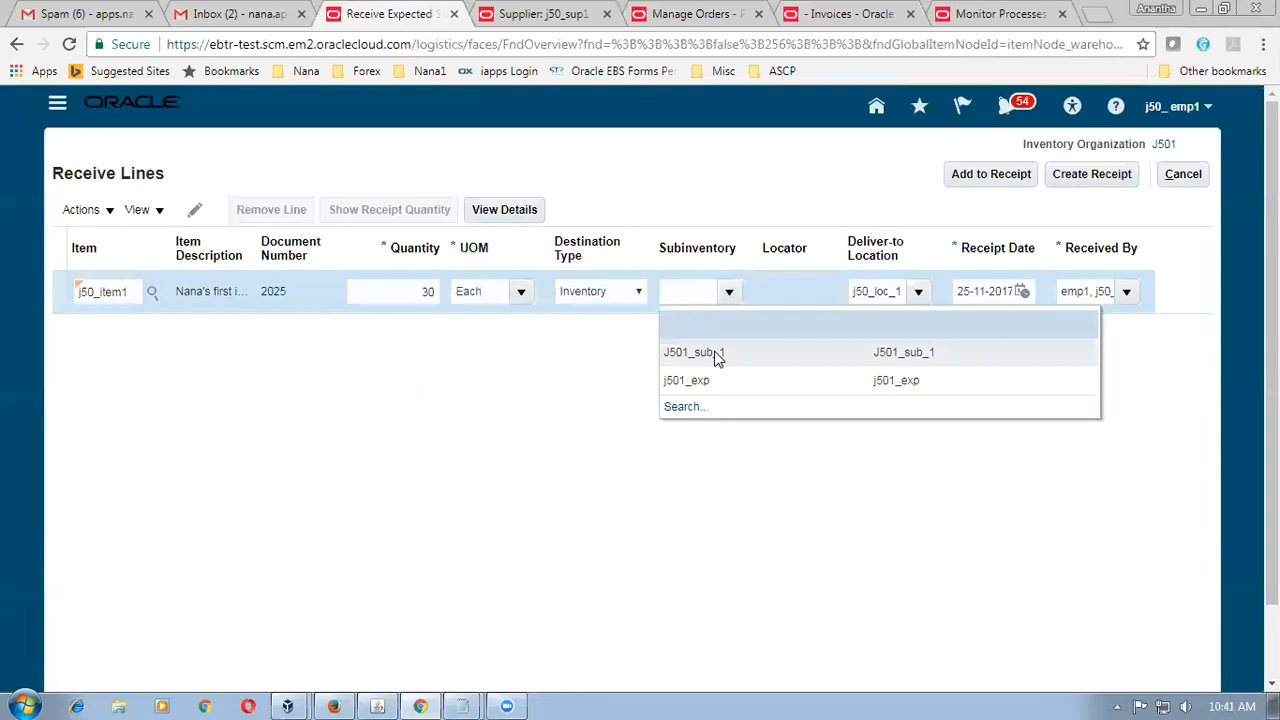 Spam (6) - apps.na
Inbox (2) - nana.ap
Receive Expected S
Supplier: j50_sup1
Manage Orders - P
- Invoices - Oracle
Monitor Processes
Anantha
Secure https://ebtr-test.scm.em2.oraclecloud.com/logistics/faces/FndOverview?fnd=%3B%3B%3B%3Bfalse%3B256%3B%3B%3B&fndGlobalItemNodeId=itemNode_wareho...
Apps Suggested Sites Bookmarks Nana Forex Nana1 iapps Login Oracle EBS Forms Per Misc ASCP Other bookmarks
ORACLE 54 j50_ emp1
Inventory Organization J501
Receive Lines Add to Receipt Create Receipt Cancel
Actions View Remove Line Show Receipt Quantity View Details
Item Item Description Document Number * Quantity * UOM Destination Type Subinventory Locator Deliver-to Location * Receipt Date * Received By
j50_item1 Nana's first i... 2025 30 Each Inventory j50_loc_1 25-11-2017 emp1, j50_
J501_sub_1 J501_sub_1
j501_exp j501_exp
Search...
10:41 AM